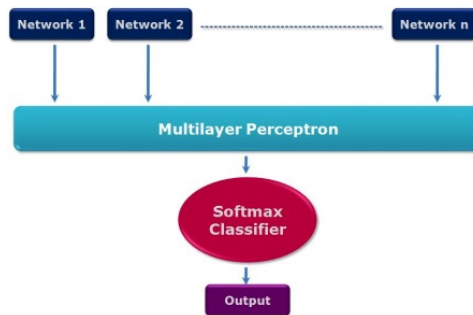 Network 1
Network 2
Network n
Multilayer Perceptron
Softmax
Classifier
Output